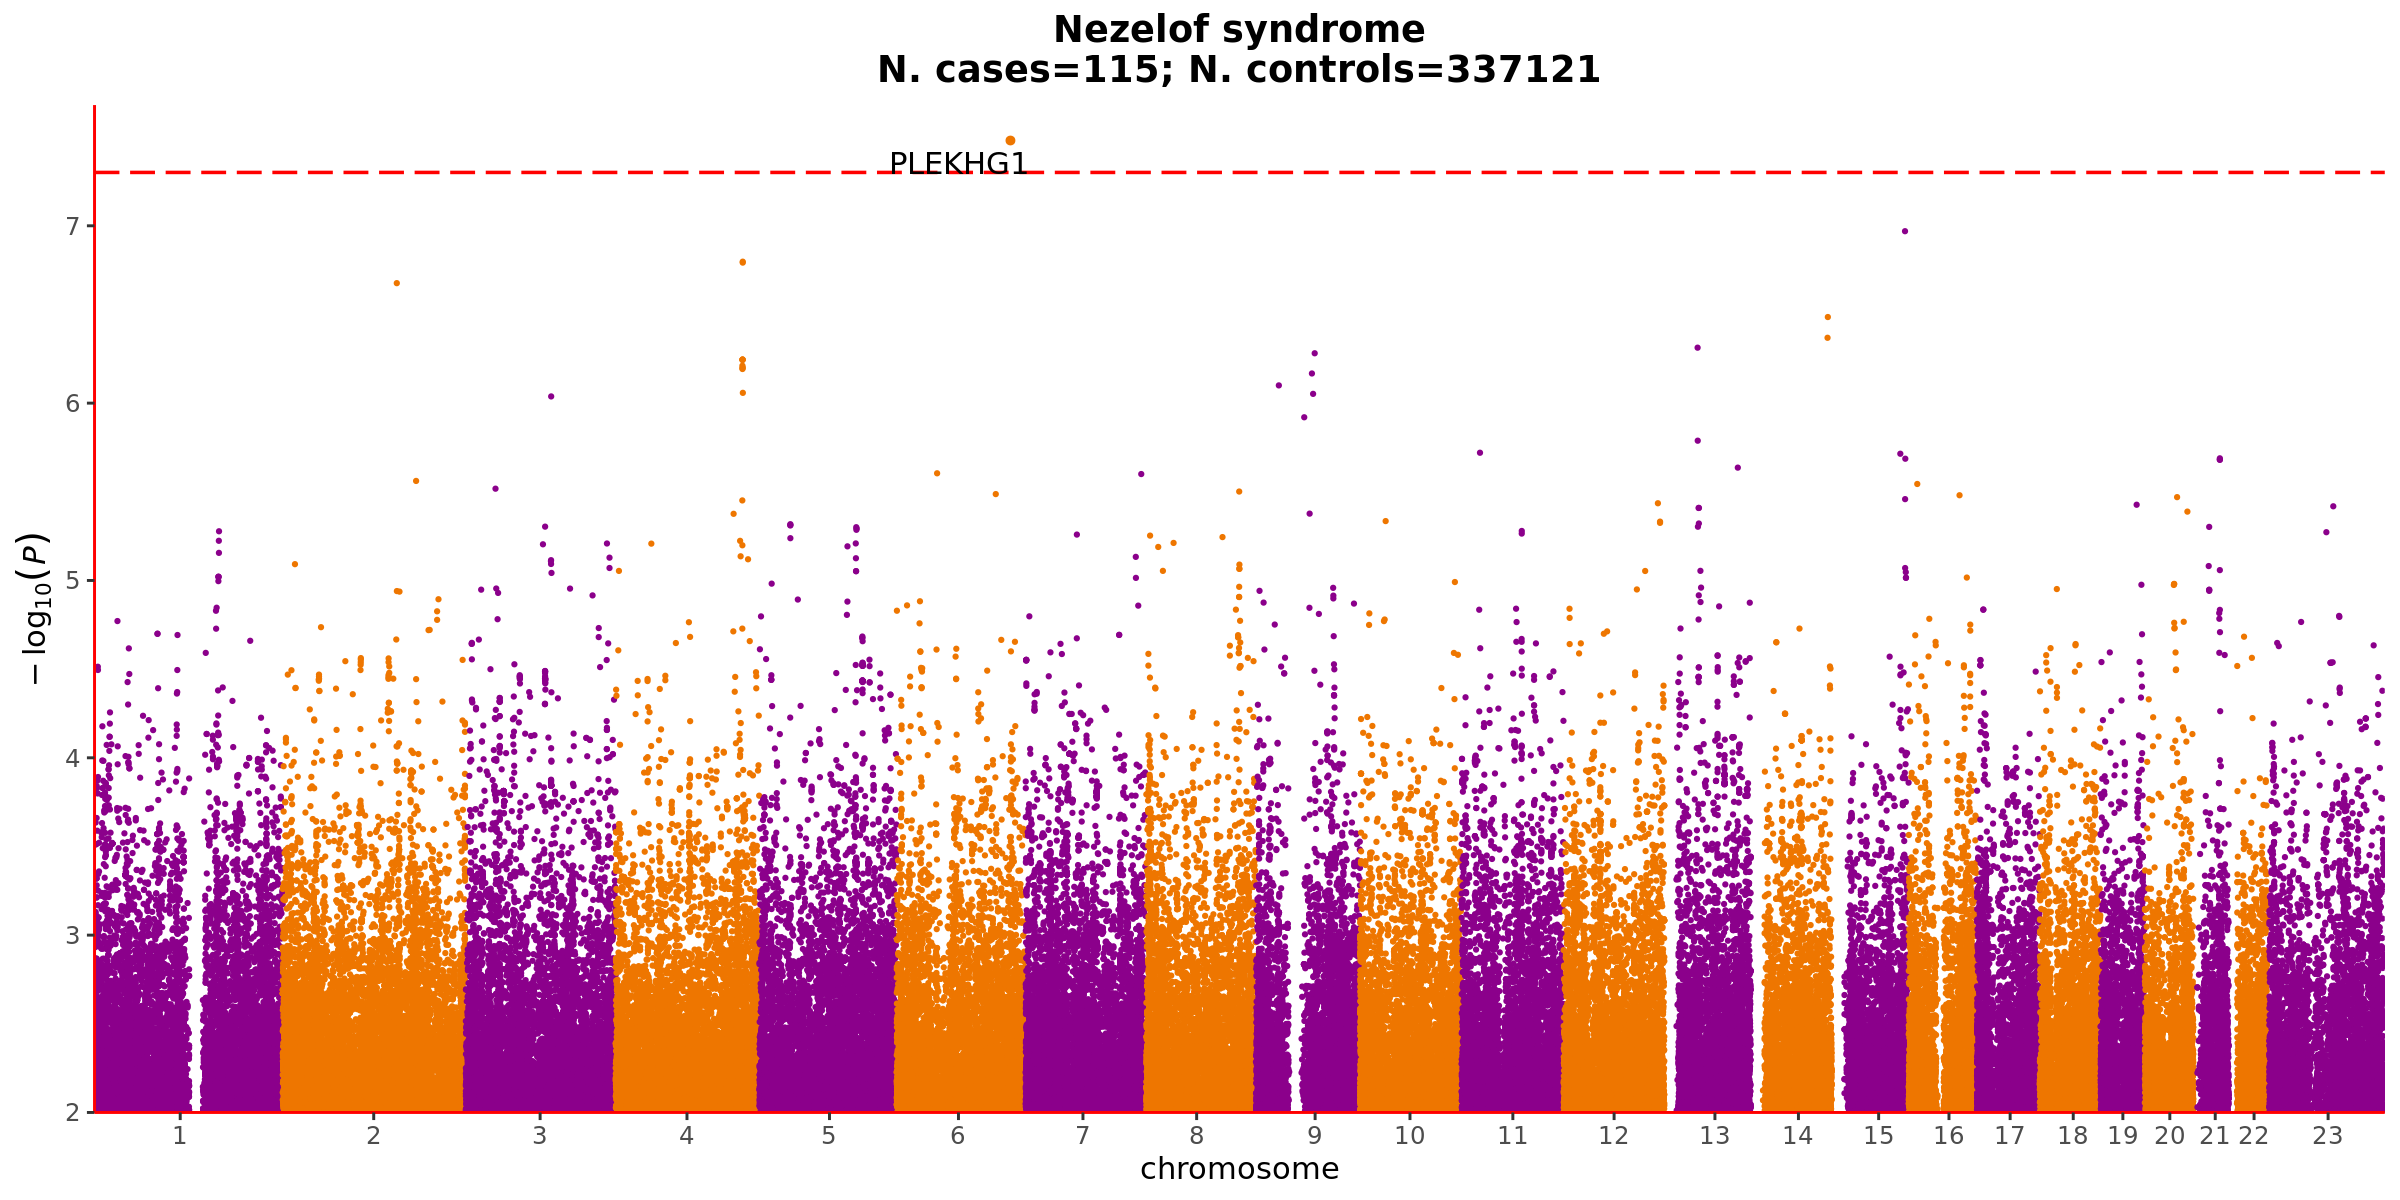 Nezelof syndrome
N. cases=115; N. controls=337121
PLEKHG1
7
6
5
4
3
2
− log10(P)
1 2 3 4 5 6 7 8 9 10 11 12 13 14 15 16 17 18 19 20 21 22 23
chromosome